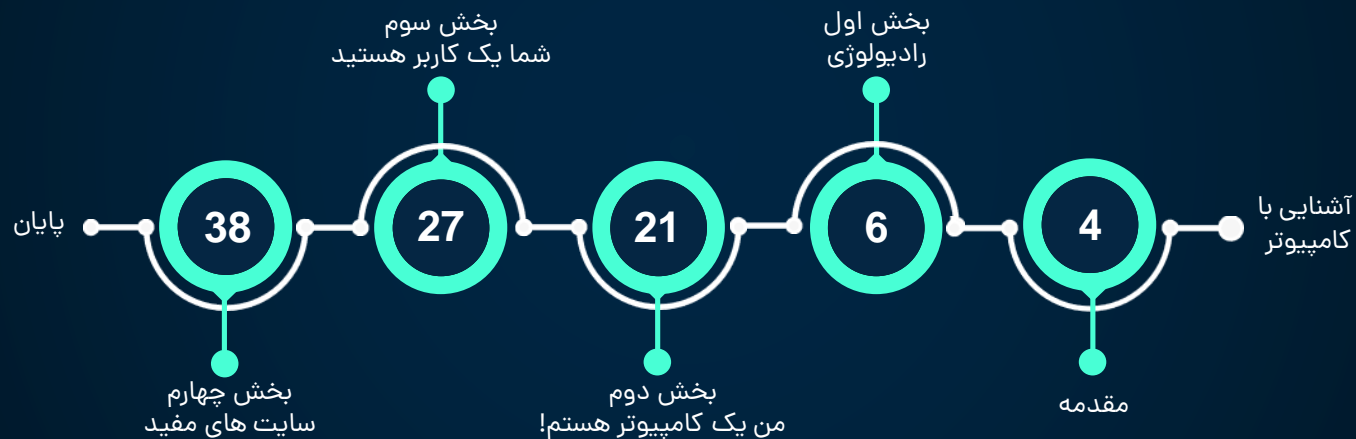 آشنایی با
کامپیوتر
4
مقدمه
بخش اول
رادیولوژی
6
21
بخش دوم
من یک کامپیوتر هستم!
بخش سوم
شما یک کاربر هستید
27
38
بخش چهارم
سایت های مفید
پایان